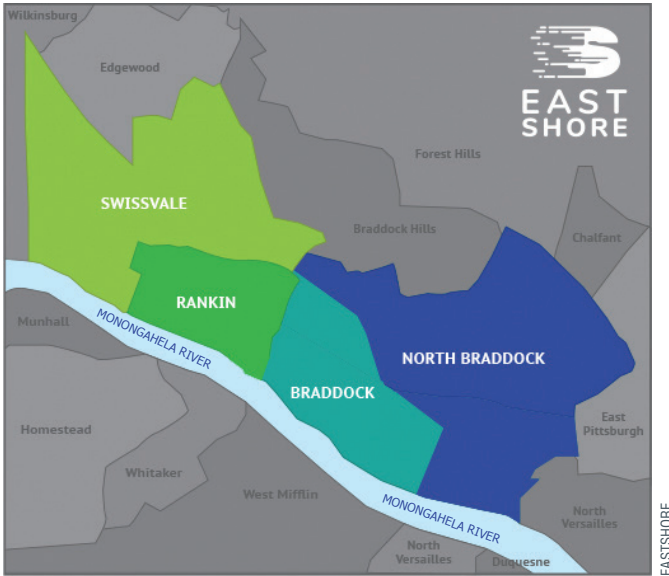 Wilkinsburg
Edgewood
EAST
SHORE
Forest Hills
SWISSVALE
Braddock Hills
Chalfant
RANKIN
Munhall
MONONGAHELA RIVER
NORTH BRADDOCK
BRADDOCK
Homestead
East
Pittsburgh
Whitaker
West Mifflin
MONONGAHELA RIVER
North
Versailles
North
Versailles
Duquesne
EASTSHORE